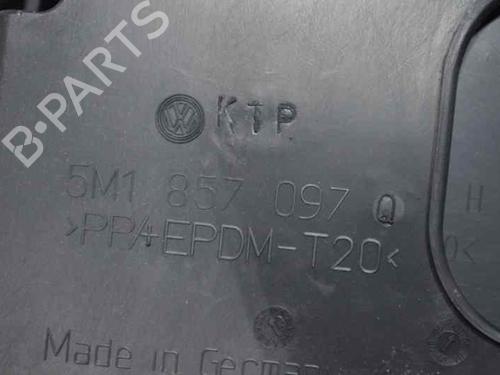 B-PARTS
KTP
5M1 857 097 Q H
>PP+EPDM-T20<
Made in German